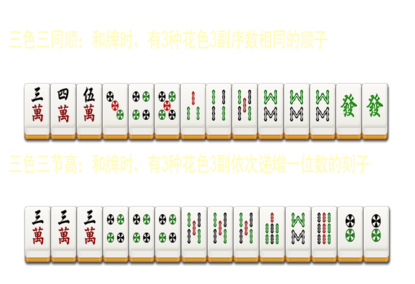 三色三同顺：和牌时，有3种花色3副序数相同的顺子
三萬 四萬 伍萬 發 發
三色三节高：和牌时，有3种花色3副依次递增一位数的刻子
三萬 三萬 三萬